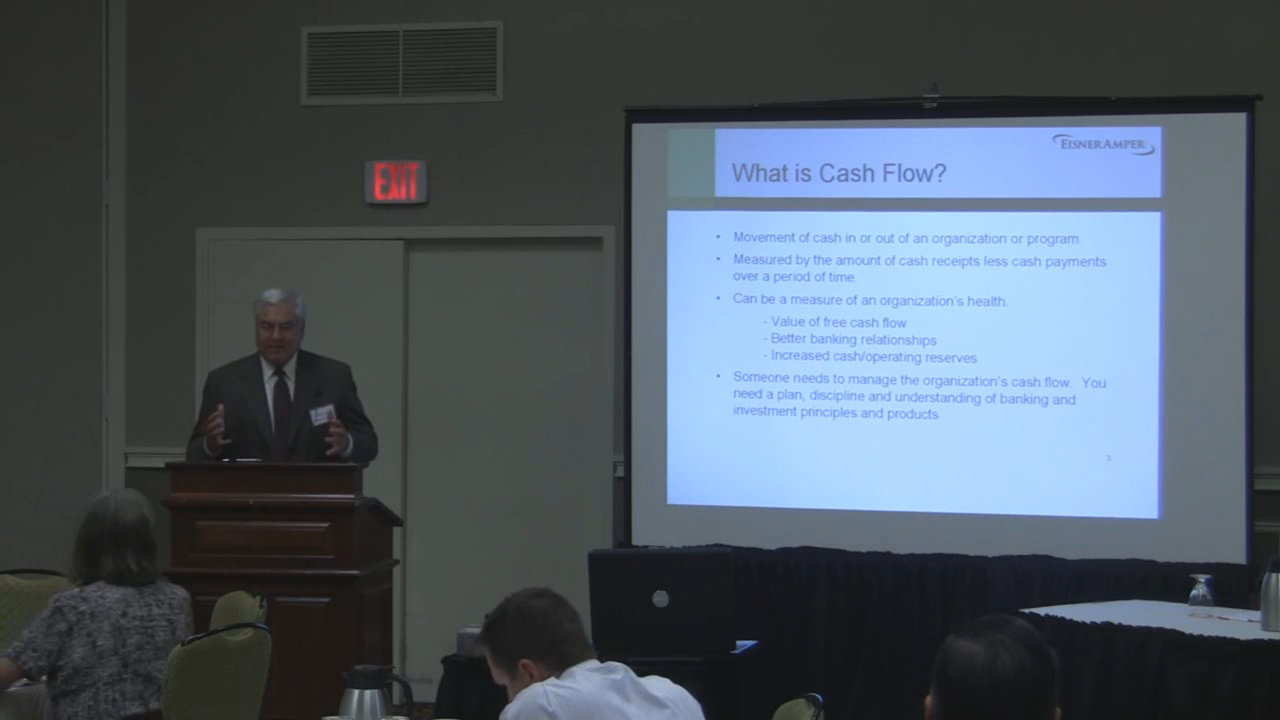 EXIT
EISNERAMPER
What is Cash Flow?
• Movement of cash in or out of an organization or program.
• Measured by the amount of cash receipts less cash payments
over a period of time.
• Can be a measure of an organization's health.
- Value of free cash flow
- Better banking relationships
- Increased cash/operating reserves
• Someone needs to manage the organization's cash flow. You
need a plan, discipline and understanding of banking and
investment principles and products